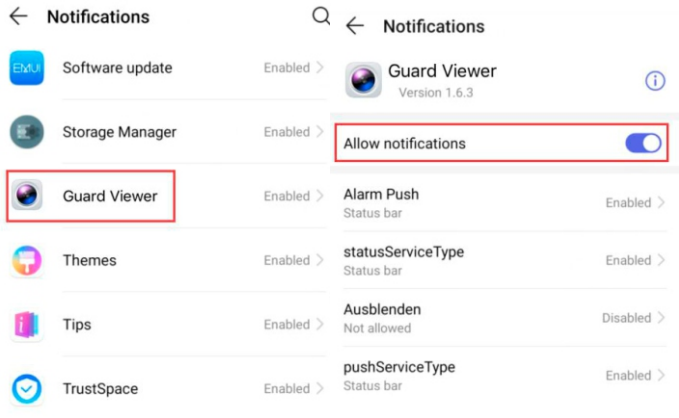 Notifications
EMUI
Software update
Enabled
Storage Manager
Enabled
Guard Viewer
Enabled
Themes
Enabled
Tips
Enabled
TrustSpace
Enabled
Notifications
Guard Viewer
Version 1.6.3
Allow notifications
Alarm Push
Status bar
Enabled
statusServiceType
Status bar
Enabled
Ausblenden
Not allowed
Disabled
pushServiceType
Status bar
Enabled